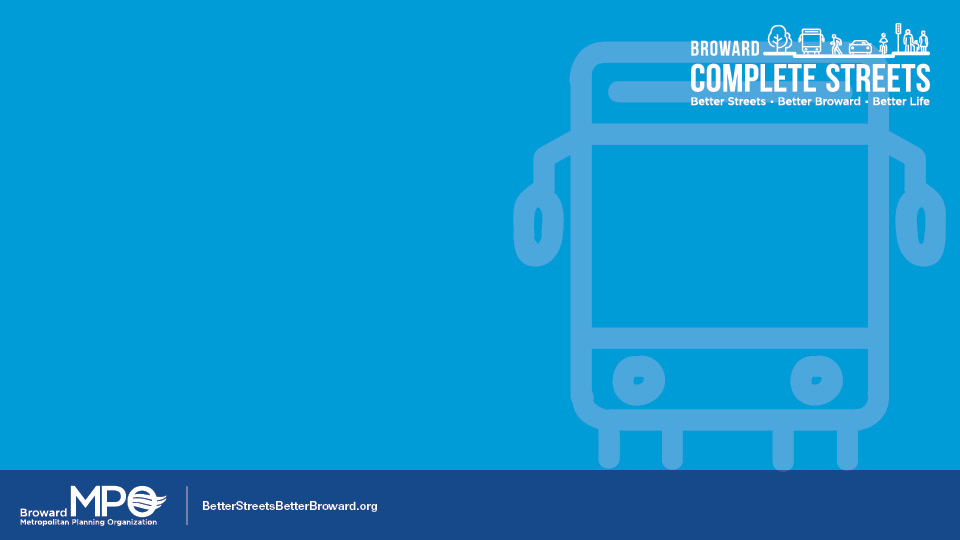 BROWARD
COMPLETE STREETS
Better Streets • Better Broward • Better Life
Broward MPO
Metropolitan Planning Organization
BetterStreetsBetterBroward.org